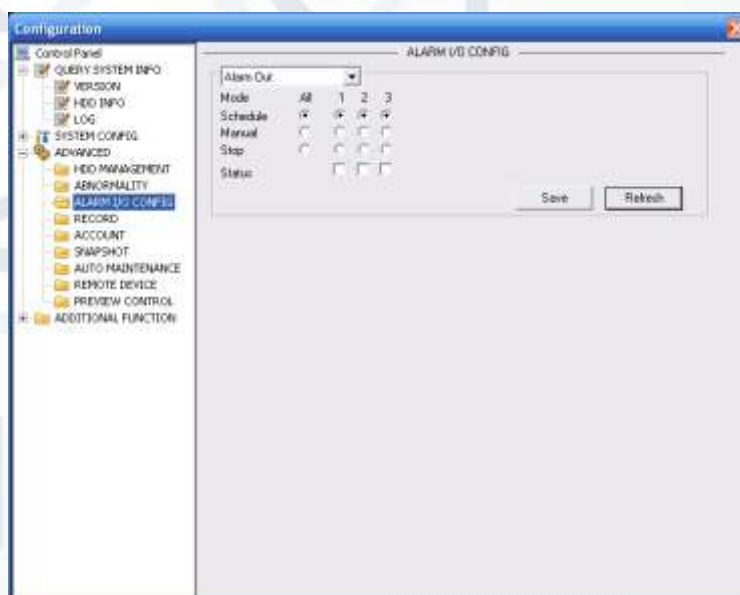 Configuration
Control Panel
QUERY SYSTEM INFO
VERSION
HDD INFO
LOG
SYSTEM CONFIG
ADVANCED
HDD MANAGEMENT
ABNORMALITY
ALARM I/O CONFIG
RECORD
ACCOUNT
SNAPSHOT
AUTO MAINTENANCE
REMOTE DEVICE
PREVIEW CONTROL
ADDITIONAL FUNCTION
ALARM I/O CONFIG
Alarm Out
Mode All 1 2 3
Schedule
Manual
Stop
Status
Save Refresh